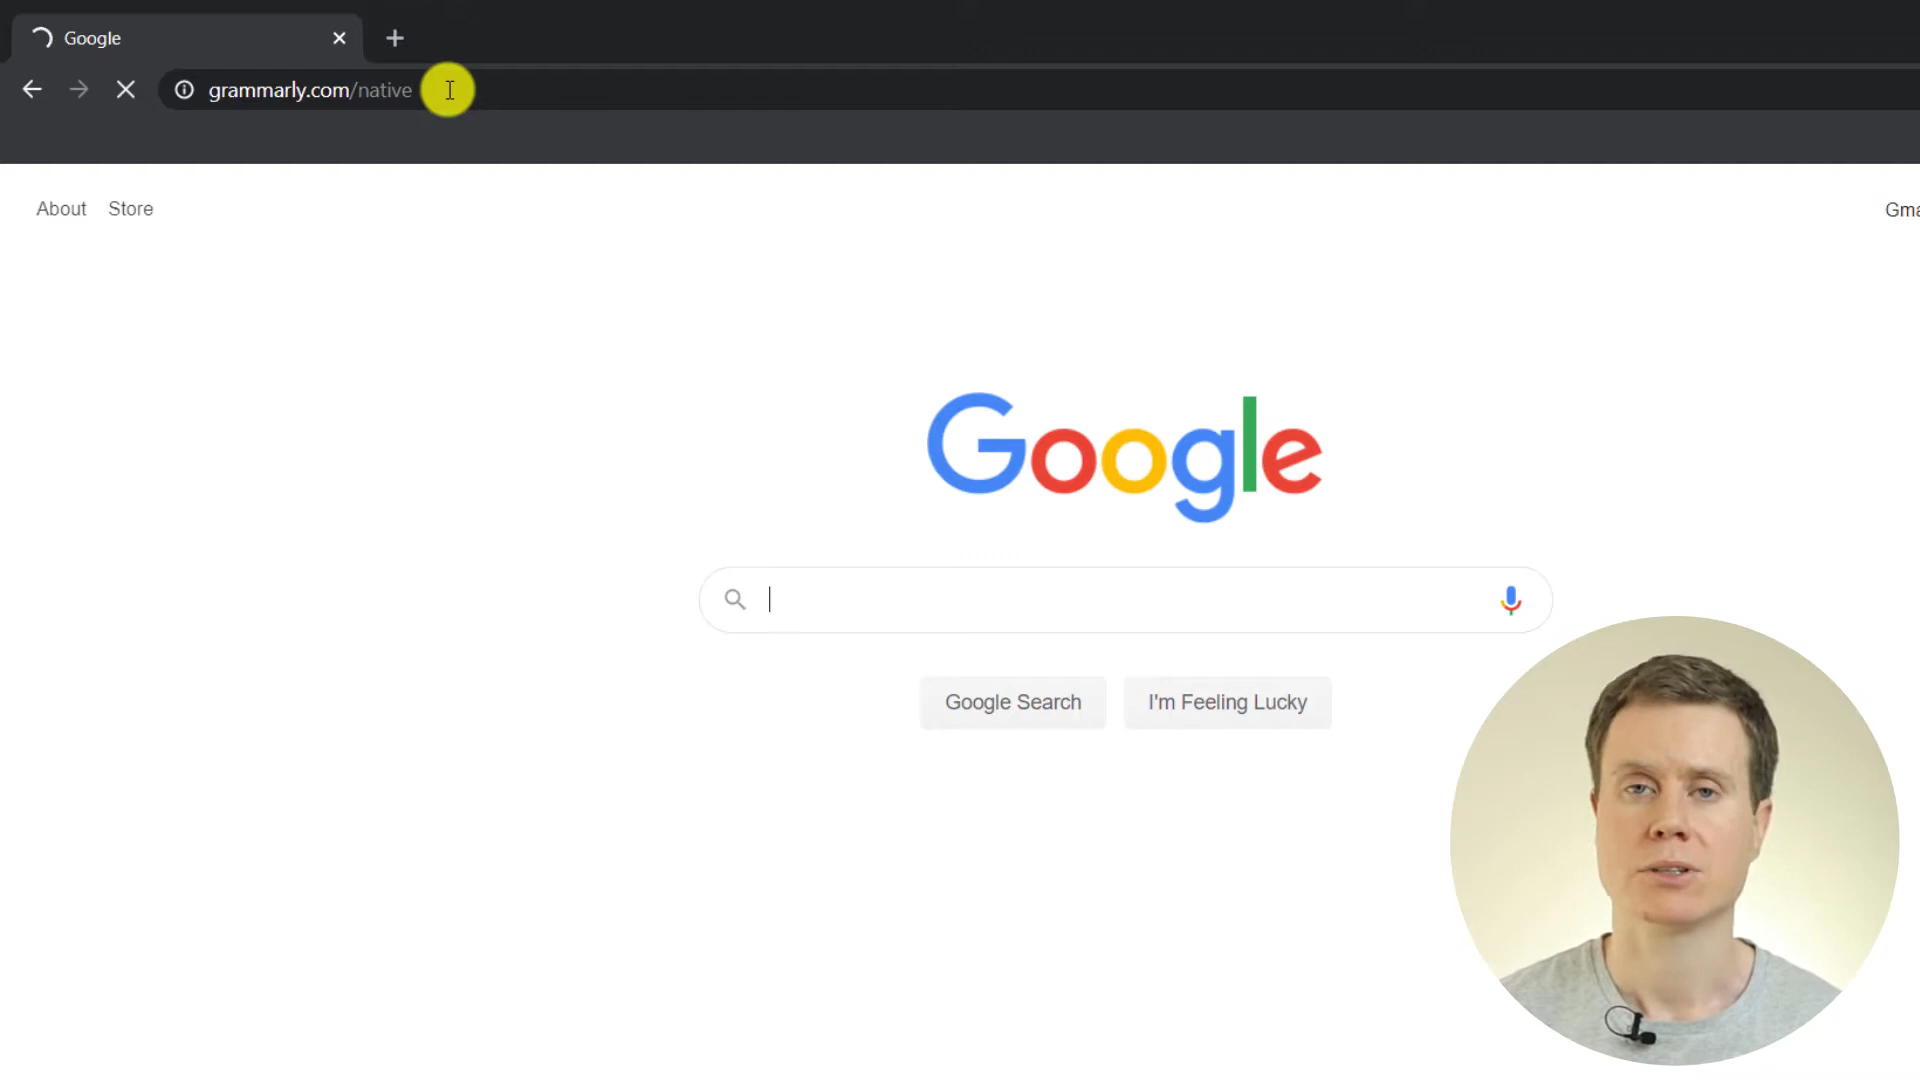 Google
grammarly.com/native
About Store
Gma
Google
Google Search
I'm Feeling Lucky